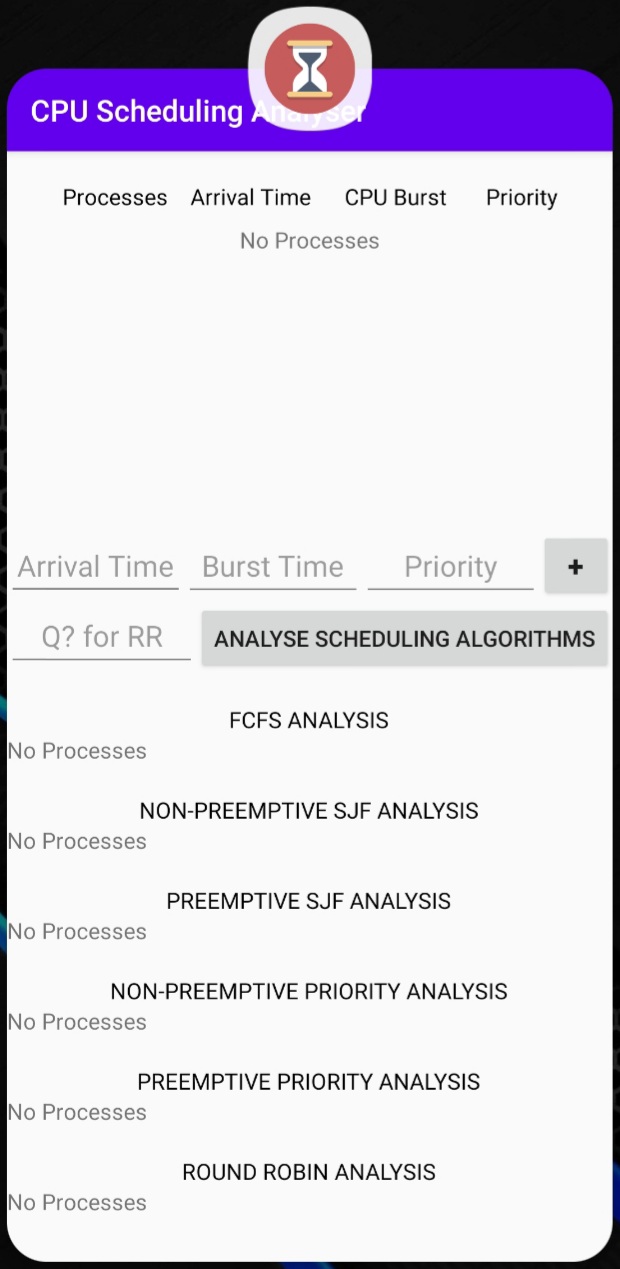 CPU Scheduling Analyser
Processes Arrival Time CPU Burst Priority
No Processes
Arrival Time Burst Time Priority +
Q? for RR ANALYSE SCHEDULING ALGORITHMS
FCFS ANALYSIS
No Processes
NON-PREEMPTIVE SJF ANALYSIS
No Processes
PREEMPTIVE SJF ANALYSIS
No Processes
NON-PREEMPTIVE PRIORITY ANALYSIS
No Processes
PREEMPTIVE PRIORITY ANALYSIS
No Processes
ROUND ROBIN ANALYSIS
No Processes